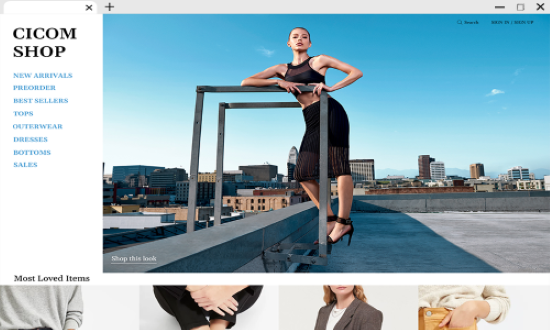 CICOM
SHOP
Search
SIGN IN / SIGN UP
NEW ARRIVALS
PREORDER
BEST SELLERS
TOPS
OUTERWEAR
DRESSES
BOTTOMS
SALES
Shop this look
Most Loved Items